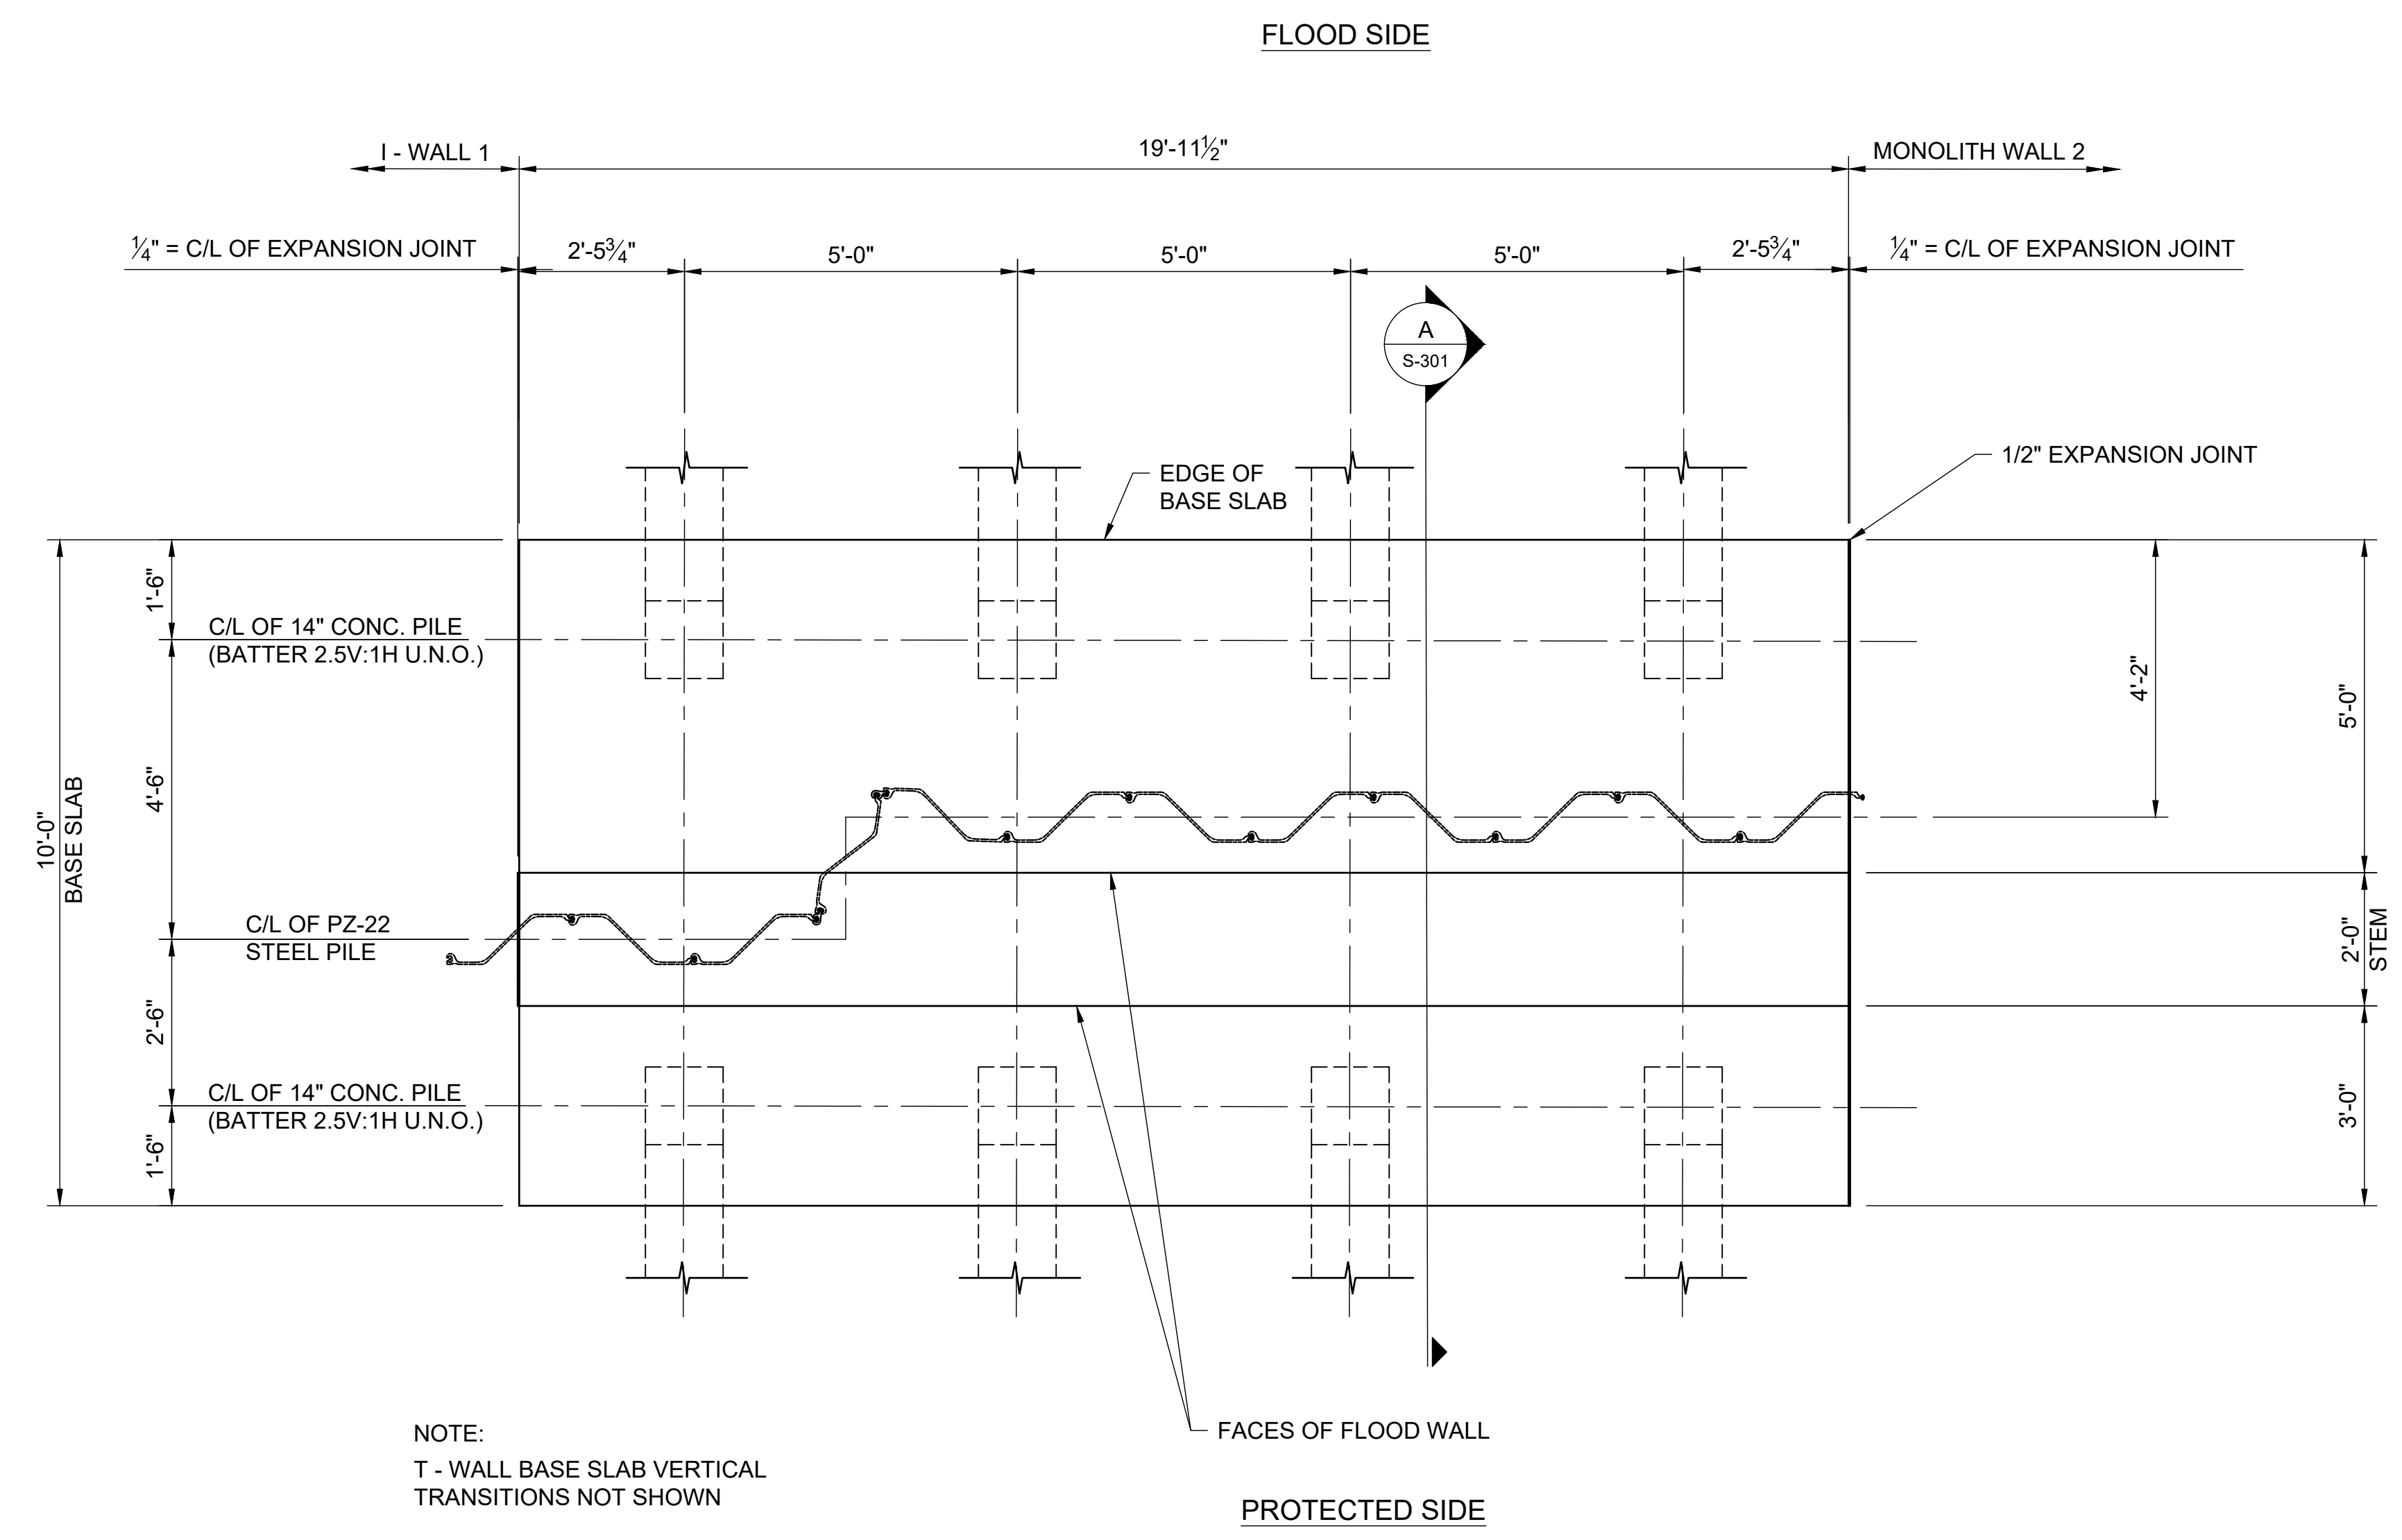 FLOOD SIDE
I - WALL 1
19'-11½"
MONOLITH WALL 2
¼" = C/L OF EXPANSION JOINT
2'-5¾"
5'-0"
5'-0"
5'-0"
2'-5¾"
¼" = C/L OF EXPANSION JOINT
A
S-301
EDGE OF
BASE SLAB
1/2" EXPANSION JOINT
1'-6"
C/L OF 14" CONC. PILE
(BATTER 2.5V:1H U.N.O.)
4'-2"
5'-0"
4'-6"
10'-0"
BASE SLAB
C/L OF PZ-22
STEEL PILE
2'-0"
STEM
2'-6"
C/L OF 14" CONC. PILE
(BATTER 2.5V:1H U.N.O.)
3'-0"
1'-6"
FACES OF FLOOD WALL
NOTE:
T - WALL BASE SLAB VERTICAL
TRANSITIONS NOT SHOWN
PROTECTED SIDE